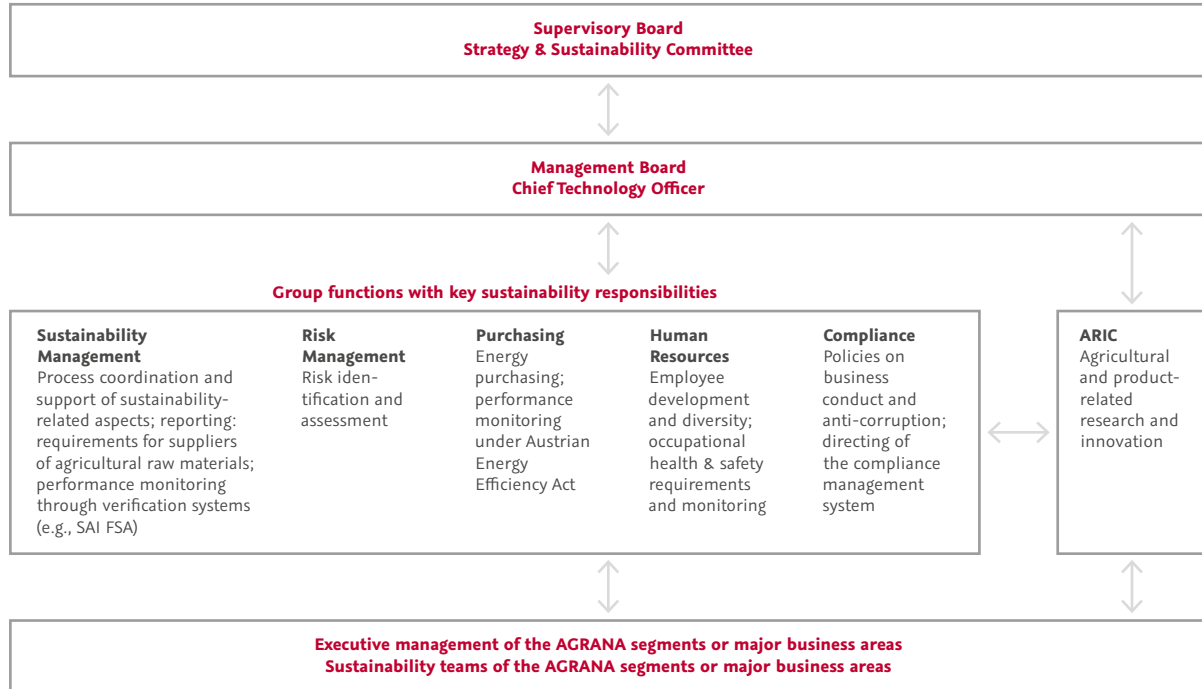 Supervisory Board
Strategy & Sustainability Committee
Management Board
Chief Technology Officer
Group functions with key sustainability responsibilities
Sustainability
Management
Process coordination and
support of sustainability-
related aspects; reporting:
requirements for suppliers
of agricultural raw materials;
performance monitoring
through verification systems
(e.g., SAI FSA)
Risk
Management
Risk iden-
tification and
assessment
Purchasing
Energy
purchasing;
performance
monitoring
under Austrian
Energy
Efficiency Act
Human
Resources
Employee
development
and diversity;
occupational
health & safety
requirements
and monitoring
Compliance
Policies on
business
conduct and
anti-corruption;
directing of
the compliance
management
system
ARIC
Agricultural
and product-
related
research and
innovation
Executive management of the AGRANA segments or major business areas
Sustainability teams of the AGRANA segments or major business areas